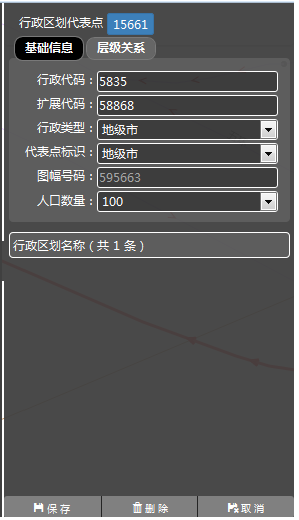 行政区划代表点 15661
基础信息 层级关系
行政代码： 5835
扩展代码： 58868
行政类型： 地级市
代表点标识： 地级市
图幅号码： 595663
人口数量： 100
行政区划名称（共 1 条）
保存 删除 取消